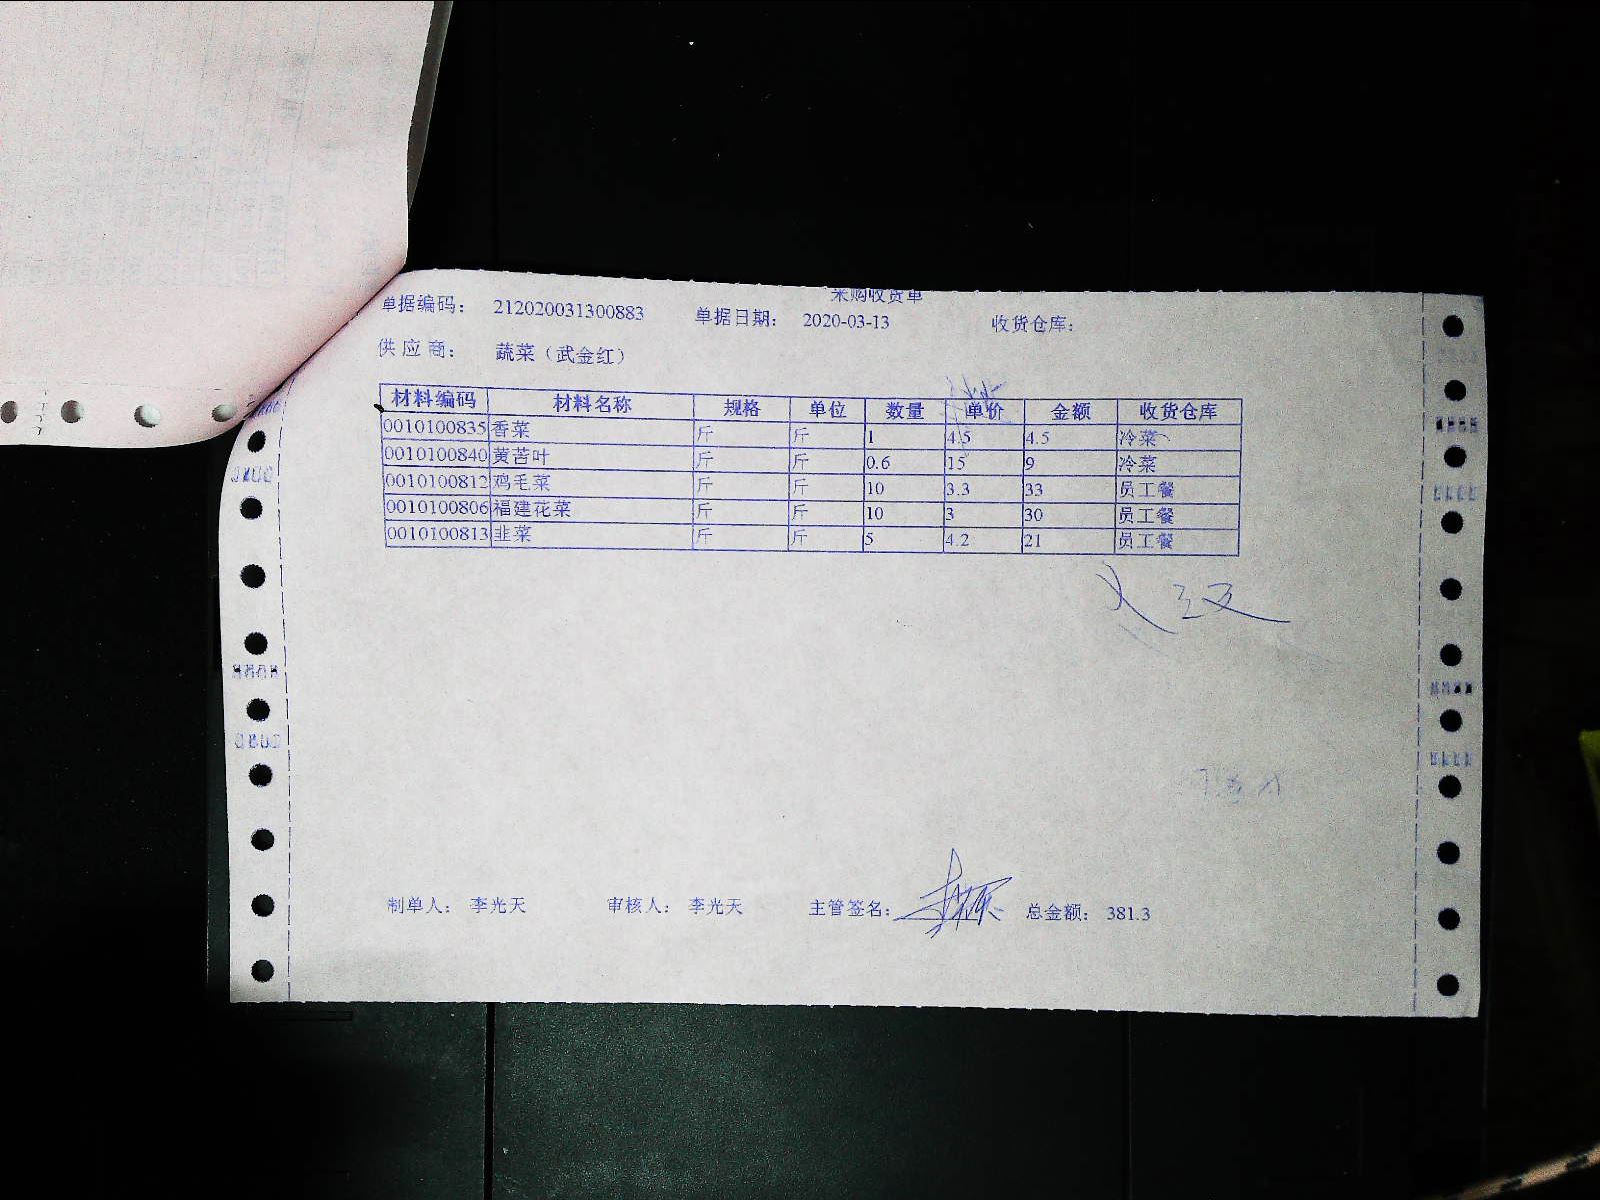 采购收货单
单据编码： 212020031300883 单据日期： 2020-03-13 收货仓库：
供应商： 蔬菜（武金红）
材料编码 材料名称 规格 单位 数量 单价 金额 收货仓库
0010100835 香菜 斤 斤 1 4.5 4.5 冷菜
0010100840 黄苦叶 斤 斤 0.6 15 9 冷菜
0010100812 鸡毛菜 斤 斤 10 3.3 33 员工餐
0010100806 福建花菜 斤 斤 10 3 30 员工餐
0010100813 韭菜 斤 斤 5 4.2 21 员工餐
制单人： 李光天 审核人： 李光天 主管签名： 总金额： 381.3